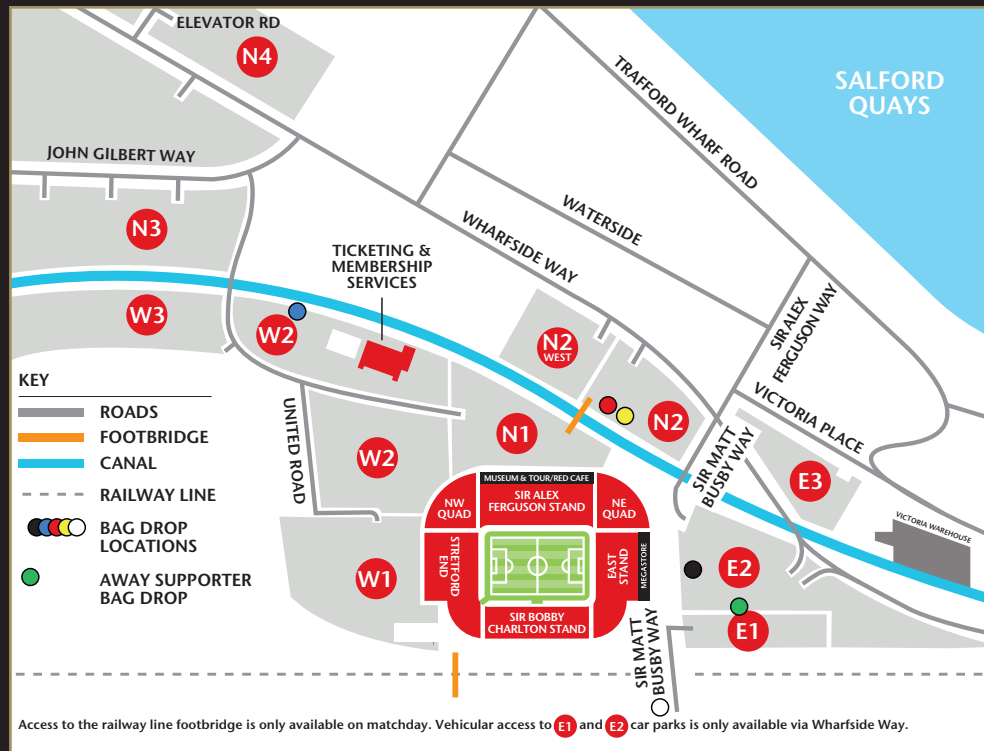 ELEVATOR RD
N4
SALFORD
QUAYS
TRAFFORD WHARF ROAD
JOHN GILBERT WAY
N3
WATERSIDE
WHARFSIDE WAY
TICKETING &
MEMBERSHIP
SERVICES
SIR ALEX
FERGUSON WAY
W3
W2
N2
WEST
KEY
ROADS
FOOTBRIDGE
CANAL
RAILWAY LINE
BAG DROP
LOCATIONS
AWAY SUPPORTER
BAG DROP
UNITED ROAD
VICTORIA PLACE
N2
N1
W2
SIR MATT
BUSBY WAY
E3
MUSEUM & TOUR/RED CAFE
NW
QUAD
SIR ALEX
FERGUSON STAND
NE
QUAD
VICTORIA WAREHOUSE
W1
STRETFORD
END
EAST
STAND
MEGASTORE
E2
SIR BOBBY
CHARLTON STAND
E1
SIR MATT
BUSBY WAY
Access to the railway line footbridge is only available on matchday. Vehicular access to E1 and E2 car parks is only available via Wharfside Way.